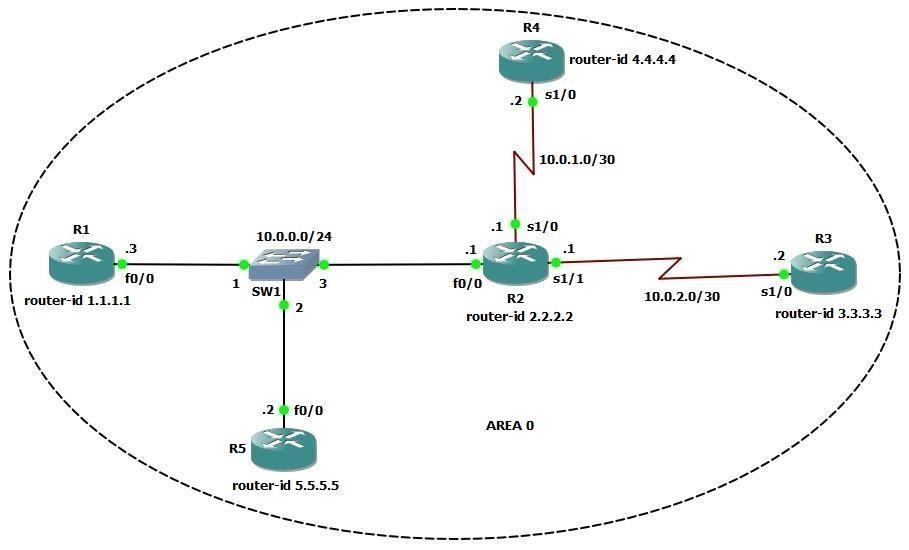 R4
router-id 4.4.4.4
.2 s1/0
10.0.1.0/30
.1 s1/0
R1
.3
f0/0
router-id 1.1.1.1
10.0.0.0/24
1 SW1 3
2
.1
f0/0
.1
s1/1
R2
router-id 2.2.2.2
10.0.2.0/30
R3
.2
s1/0
router-id 3.3.3.3
.2 f0/0
R5
router-id 5.5.5.5
AREA 0